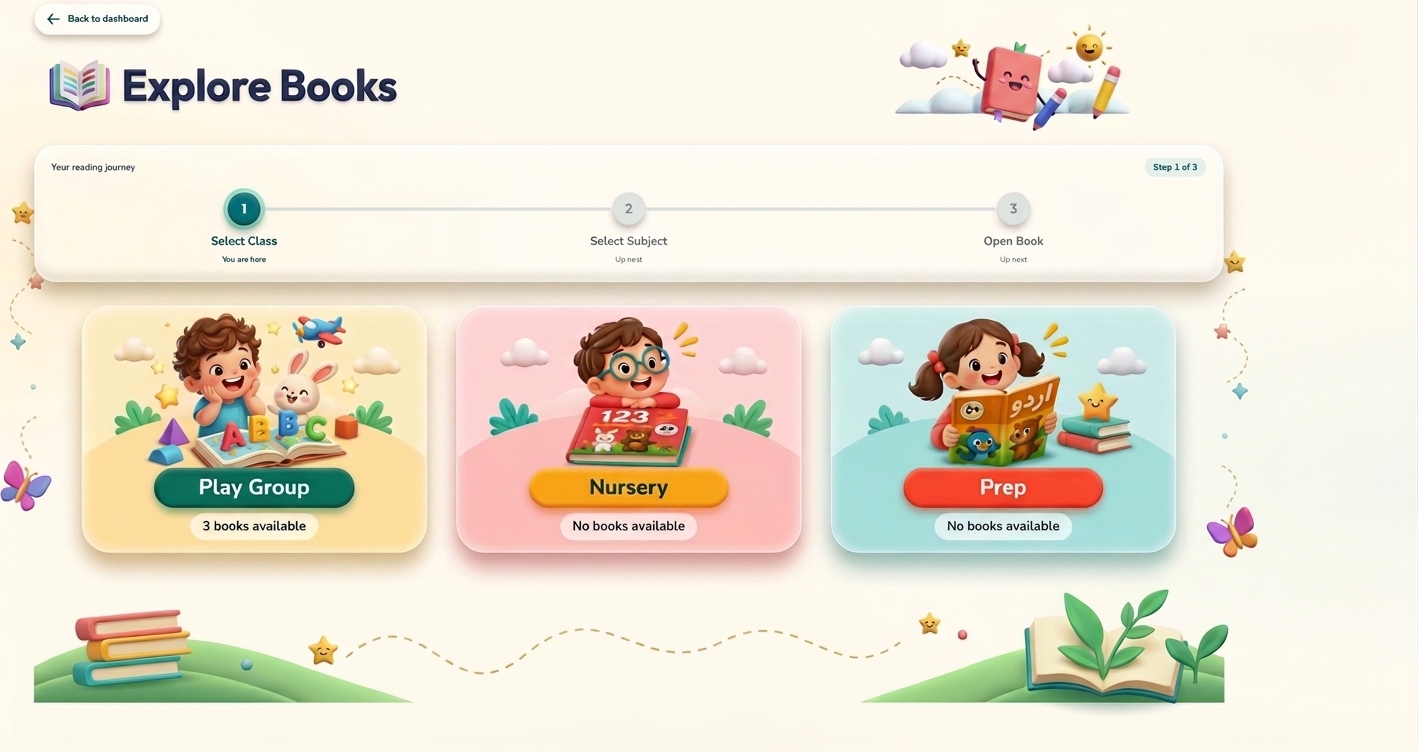 Back to dashboard
Explore Books
Your reading journey
Step 1 of 3
1
2
3
Select Class
Select Subject
Open Book
You are here
Up next
Up next
ABBC
123
اردو
Play Group
Nursery
Prep
3 books available
No books available
No books available